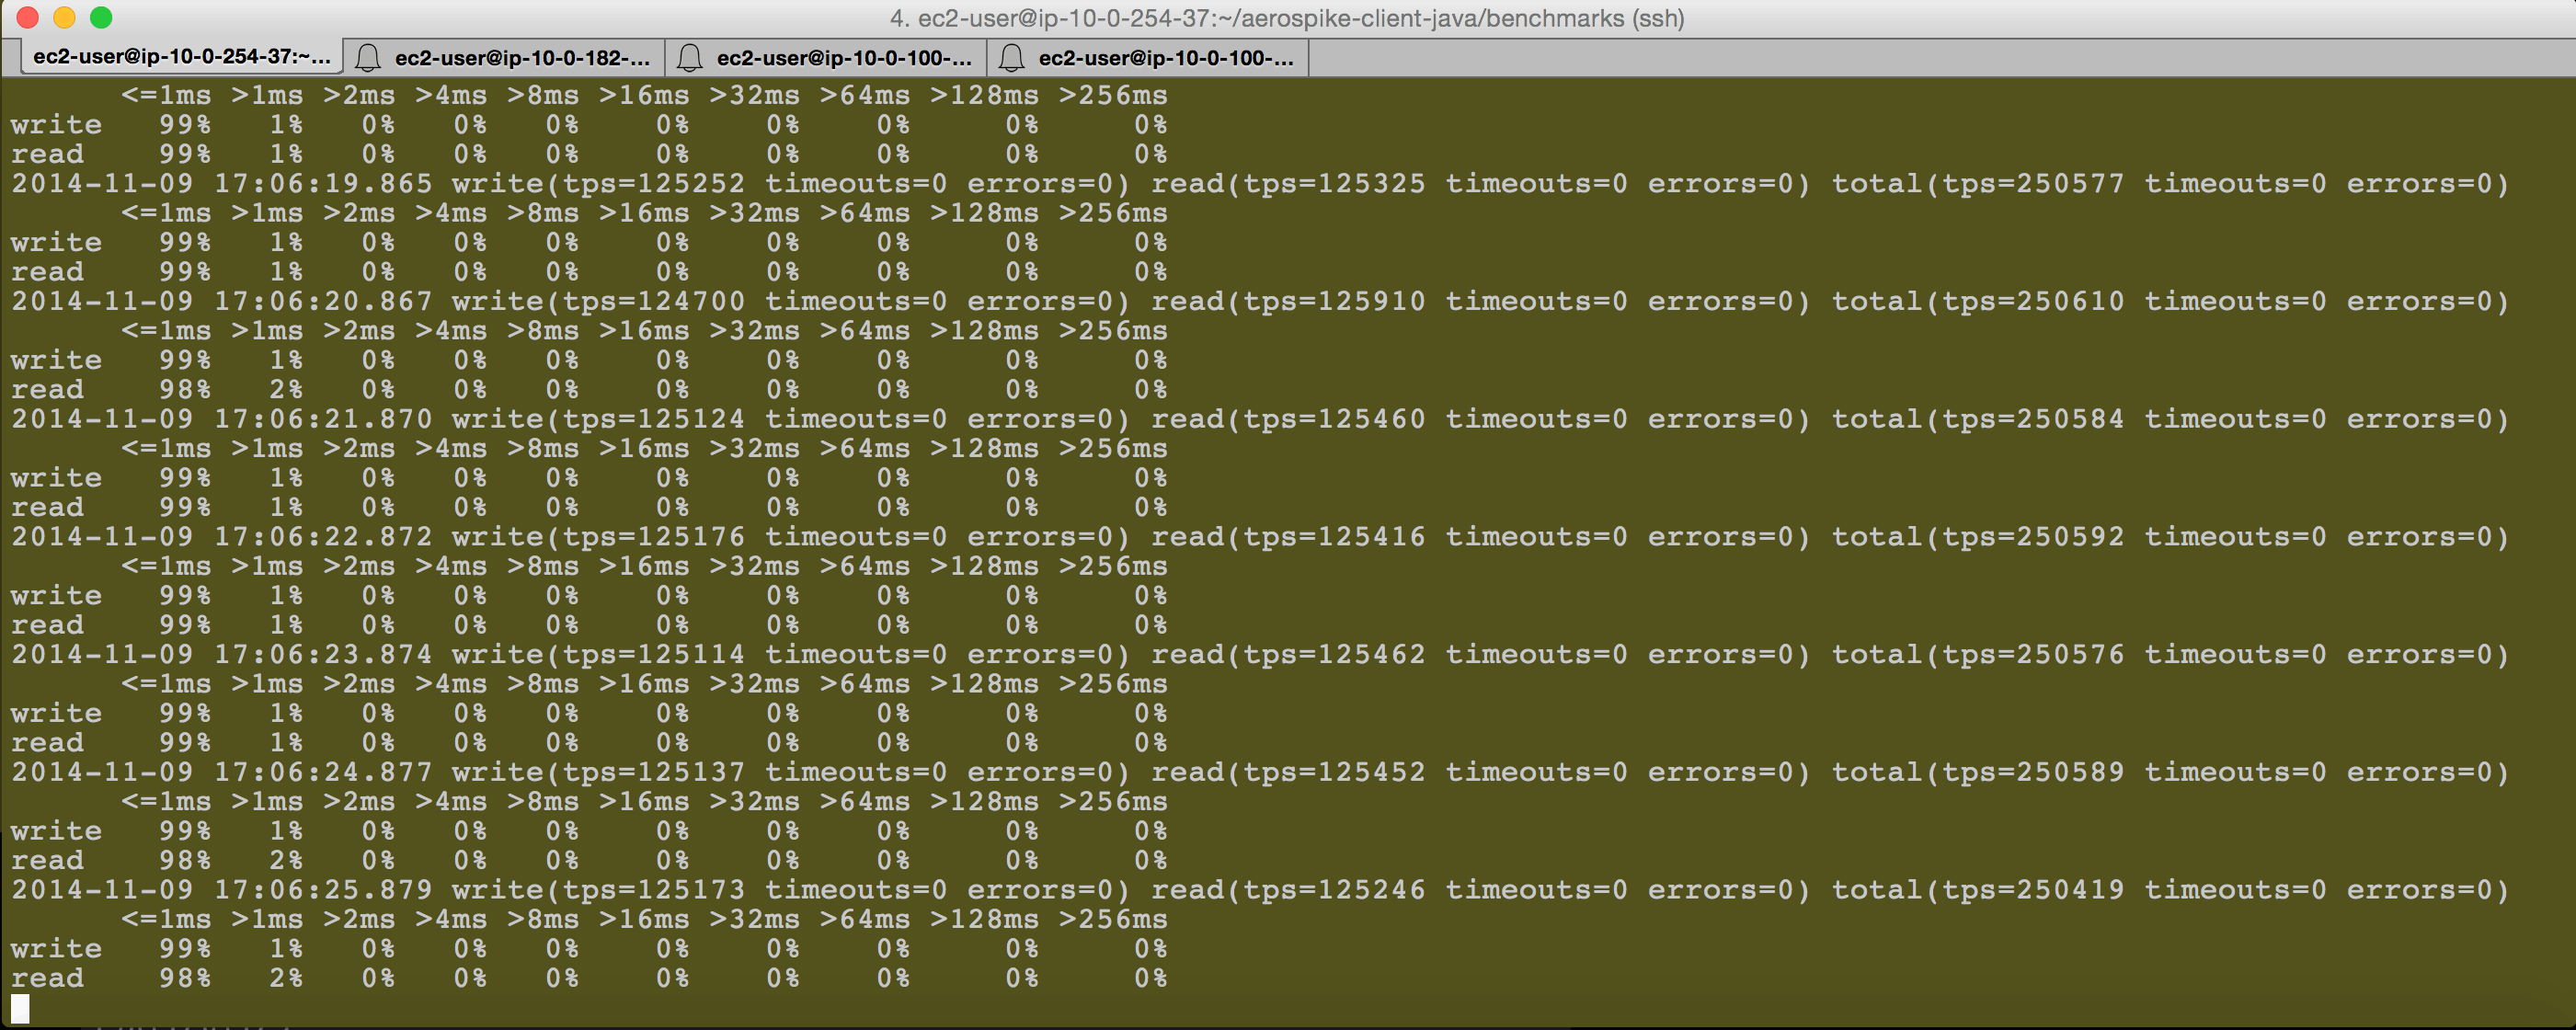 4. ec2-user@ip-10-0-254-37:~/aerospike-client-java/benchmarks (ssh)
ec2-user@ip-10-0-254-37:~... ec2-user@ip-10-0-182-... ec2-user@ip-10-0-100-... ec2-user@ip-10-0-100-...
<=1ms >1ms >2ms >4ms >8ms >16ms >32ms >64ms >128ms >256ms
write 99% 1% 0% 0% 0% 0% 0% 0% 0% 0%
read 99% 1% 0% 0% 0% 0% 0% 0% 0% 0%
2014-11-09 17:06:19.865 write(tps=125252 timeouts=0 errors=0) read(tps=125325 timeouts=0 errors=0) total(tps=250577 timeouts=0 errors=0)
<=1ms >1ms >2ms >4ms >8ms >16ms >32ms >64ms >128ms >256ms
write 99% 1% 0% 0% 0% 0% 0% 0% 0% 0%
read 99% 1% 0% 0% 0% 0% 0% 0% 0% 0%
2014-11-09 17:06:20.867 write(tps=124700 timeouts=0 errors=0) read(tps=125910 timeouts=0 errors=0) total(tps=250610 timeouts=0 errors=0)
<=1ms >1ms >2ms >4ms >8ms >16ms >32ms >64ms >128ms >256ms
write 99% 1% 0% 0% 0% 0% 0% 0% 0% 0%
read 98% 2% 0% 0% 0% 0% 0% 0% 0% 0%
2014-11-09 17:06:21.870 write(tps=125124 timeouts=0 errors=0) read(tps=125460 timeouts=0 errors=0) total(tps=250584 timeouts=0 errors=0)
<=1ms >1ms >2ms >4ms >8ms >16ms >32ms >64ms >128ms >256ms
write 99% 1% 0% 0% 0% 0% 0% 0% 0% 0%
read 99% 1% 0% 0% 0% 0% 0% 0% 0% 0%
2014-11-09 17:06:22.872 write(tps=125176 timeouts=0 errors=0) read(tps=125416 timeouts=0 errors=0) total(tps=250592 timeouts=0 errors=0)
<=1ms >1ms >2ms >4ms >8ms >16ms >32ms >64ms >128ms >256ms
write 99% 1% 0% 0% 0% 0% 0% 0% 0% 0%
read 99% 1% 0% 0% 0% 0% 0% 0% 0% 0%
2014-11-09 17:06:23.874 write(tps=125114 timeouts=0 errors=0) read(tps=125462 timeouts=0 errors=0) total(tps=250576 timeouts=0 errors=0)
<=1ms >1ms >2ms >4ms >8ms >16ms >32ms >64ms >128ms >256ms
write 99% 1% 0% 0% 0% 0% 0% 0% 0% 0%
read 99% 1% 0% 0% 0% 0% 0% 0% 0% 0%
2014-11-09 17:06:24.877 write(tps=125137 timeouts=0 errors=0) read(tps=125452 timeouts=0 errors=0) total(tps=250589 timeouts=0 errors=0)
<=1ms >1ms >2ms >4ms >8ms >16ms >32ms >64ms >128ms >256ms
write 99% 1% 0% 0% 0% 0% 0% 0% 0% 0%
read 98% 2% 0% 0% 0% 0% 0% 0% 0% 0%
2014-11-09 17:06:25.879 write(tps=125173 timeouts=0 errors=0) read(tps=125246 timeouts=0 errors=0) total(tps=250419 timeouts=0 errors=0)
<=1ms >1ms >2ms >4ms >8ms >16ms >32ms >64ms >128ms >256ms
write 99% 1% 0% 0% 0% 0% 0% 0% 0% 0%
read 98% 2% 0% 0% 0% 0% 0% 0% 0% 0%